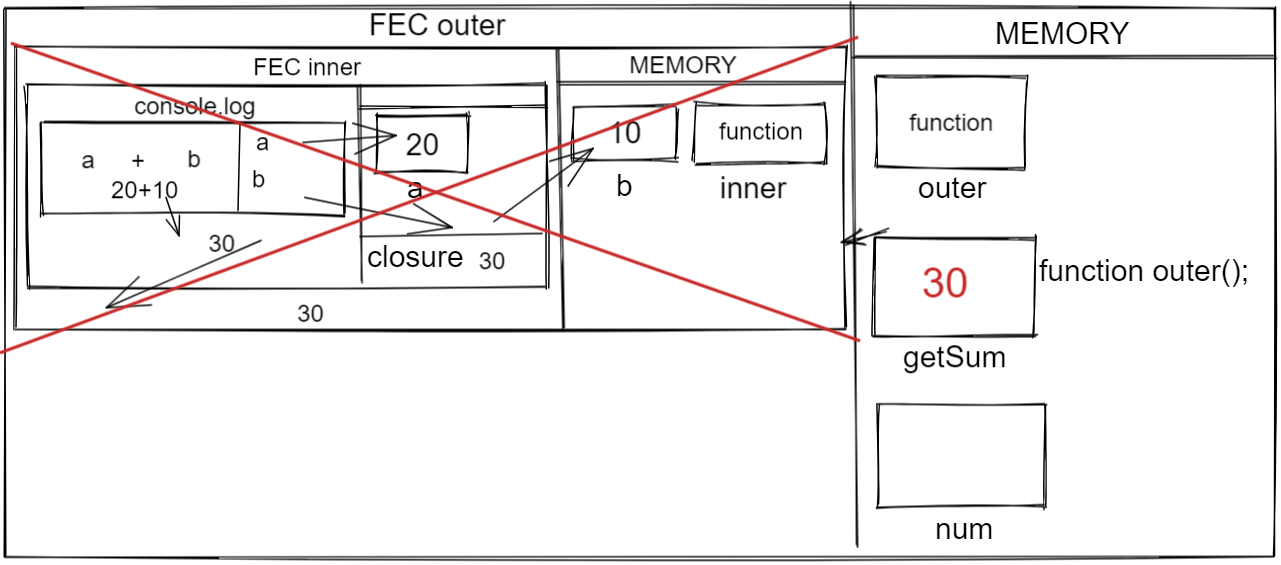 FEC outer
MEMORY
FEC inner
MEMORY
console.log
a + b
20+10
a
b
30
20
a
closure 30
30
10
b
function
inner
function
outer
30
function outer();
getSum
num